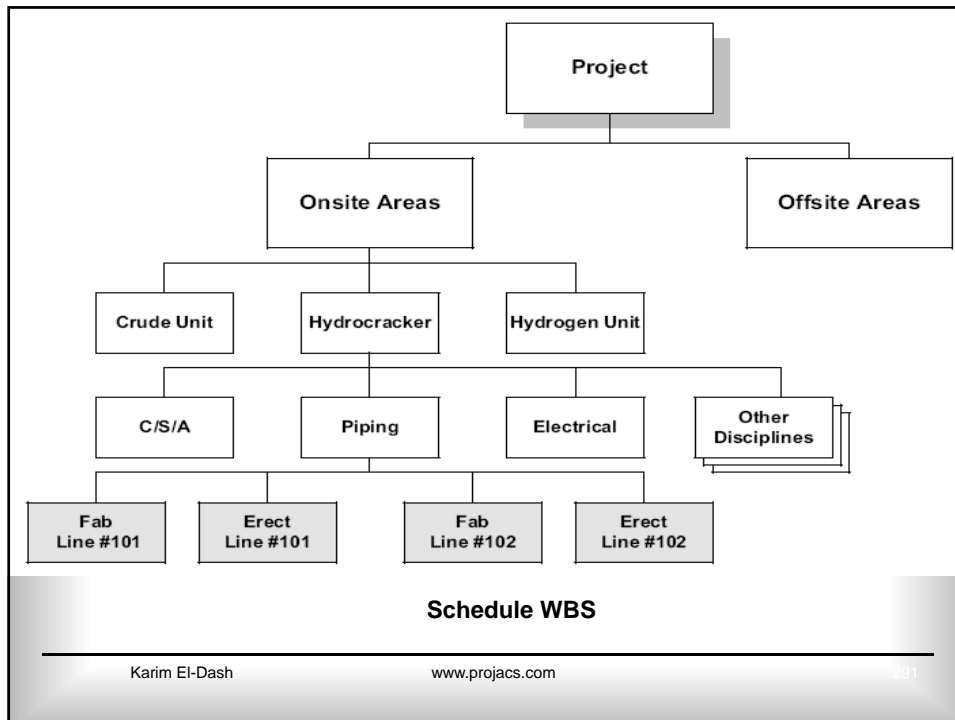 Project
Onsite Areas
Offsite Areas
Crude Unit
Hydrocracker
Hydrogen Unit
C/S/A
Piping
Electrical
Other
Disciplines
Fab
Line #101
Erect
Line #101
Fab
Line #102
Erect
Line #102
Schedule WBS
Karim El-Dash
www.projacs.com
291